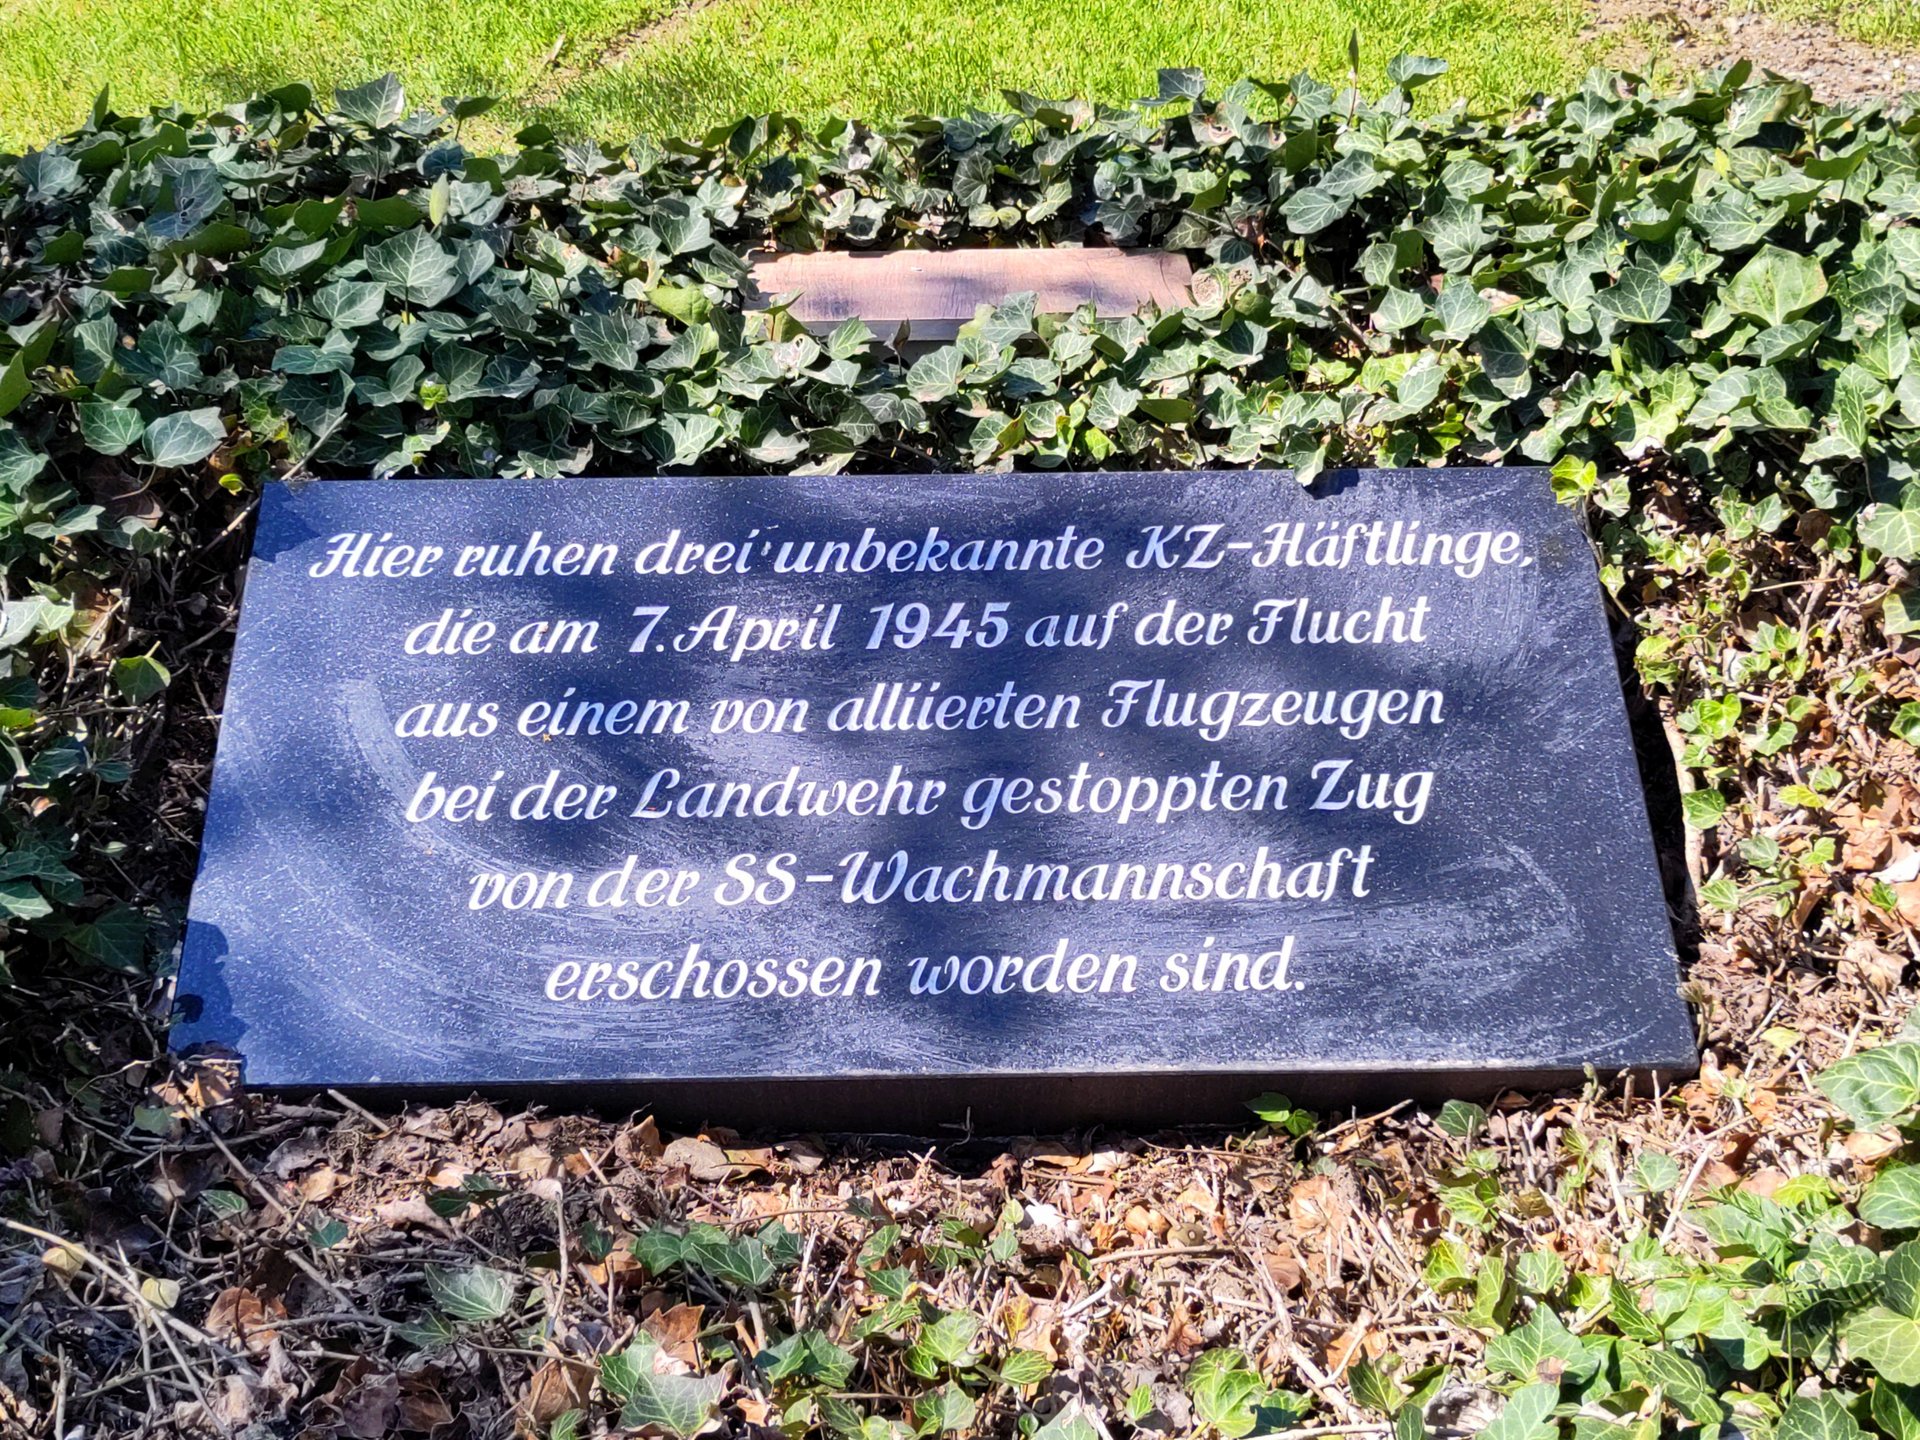 Hier ruhen drei unbekannte KZ-Häftlinge,
die am 7. April 1945 auf der Flucht
aus einem von alliierten Flugzeugen
bei der Landwehr gestoppten Zug
von der SS-Wachmannschaft
erschossen worden sind.